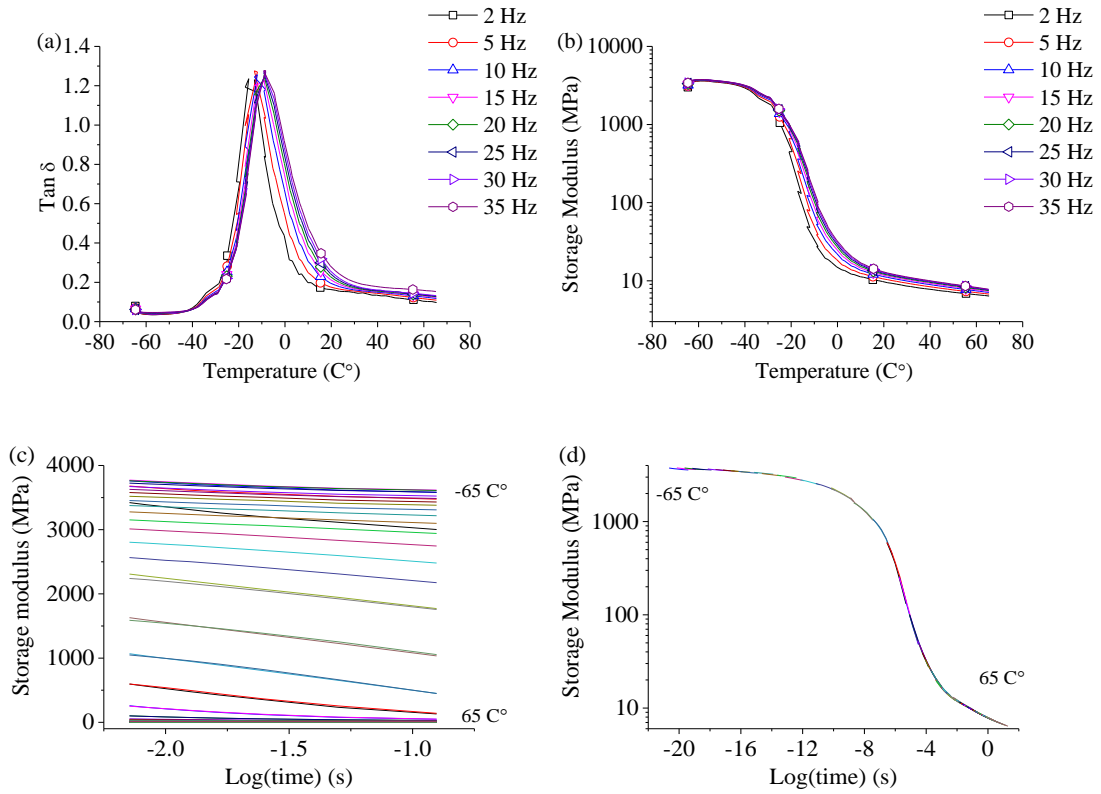 (a)
1.4
1.2
1.0
0.8
0.6
0.4
0.2
0.0
Tan δ
-80 -60 -40 -20 0 20 40 60 80
Temperature (C°)
2 Hz
5 Hz
10 Hz
15 Hz
20 Hz
25 Hz
30 Hz
35 Hz
(b)
10000
1000
100
10
Storage Modulus (MPa)
-80 -60 -40 -20 0 20 40 60 80
Temperature (C°)
2 Hz
5 Hz
10 Hz
15 Hz
20 Hz
25 Hz
30 Hz
35 Hz
(c)
4000
3000
2000
1000
0
Storage modulus (MPa)
-65 C°
65 C°
-2.0 -1.5 -1.0
Log(time) (s)
(d)
1000
100
10
Storage Modulus (MPa)
-65 C°
65 C°
-20 -16 -12 -8 -4 0
Log(time) (s)